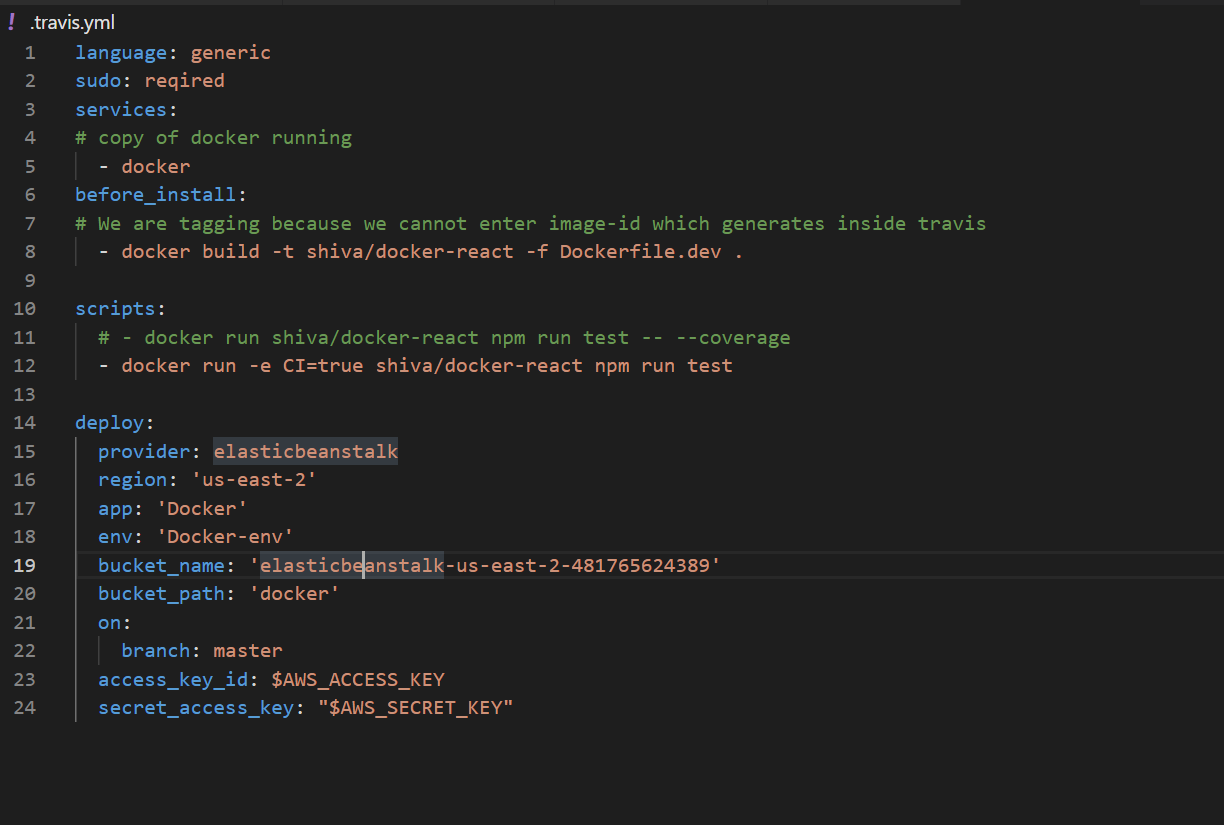 ! .travis.yml
1 language: generic
2 sudo: reqired
3 services:
4 # copy of docker running
5 - docker
6 before_install:
7 # We are tagging because we cannot enter image-id which generates inside travis
8 - docker build -t shiva/docker-react -f Dockerfile.dev .
9
10 scripts:
11 # - docker run shiva/docker-react npm run test -- --coverage
12 - docker run -e CI=true shiva/docker-react npm run test
13
14 deploy:
15 provider: elasticbeanstalk
16 region: 'us-east-2'
17 app: 'Docker'
18 env: 'Docker-env'
19 bucket_name: 'elasticbeanstalk-us-east-2-481765624389'
20 bucket_path: 'docker'
21 on:
22 branch: master
23 access_key_id: $AWS_ACCESS_KEY
24 secret_access_key: "$AWS_SECRET_KEY"